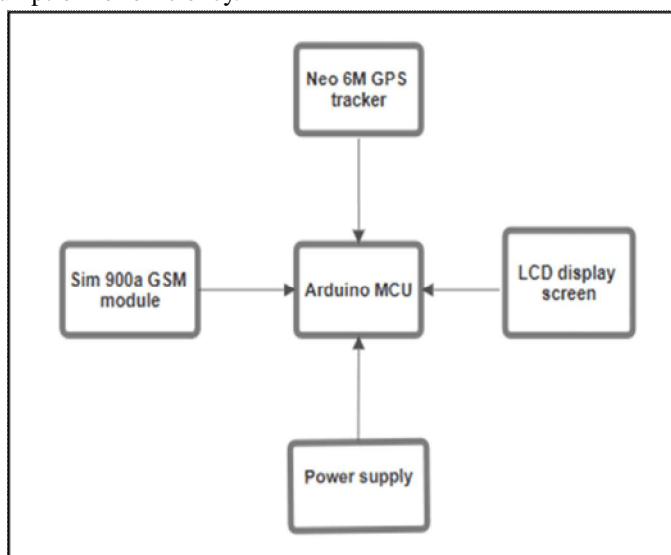 Neo 6M GPS
tracker
Sim 900a GSM
module
Arduino MCU
LCD display
screen
Power supply